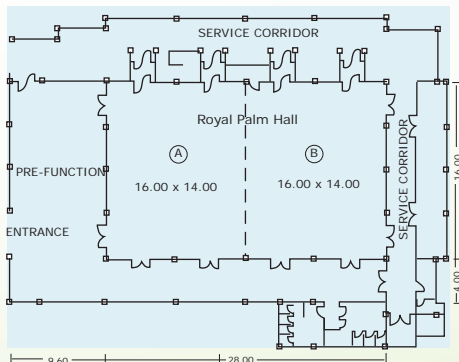 SERVICE CORRIDOR
Royal Palm Hall
A
B
16.00 x 14.00
16.00 x 14.00
PRE-FUNCTION
ENTRANCE
SERVICE CORRIDOR
16.00
4.00
9.60
28.00